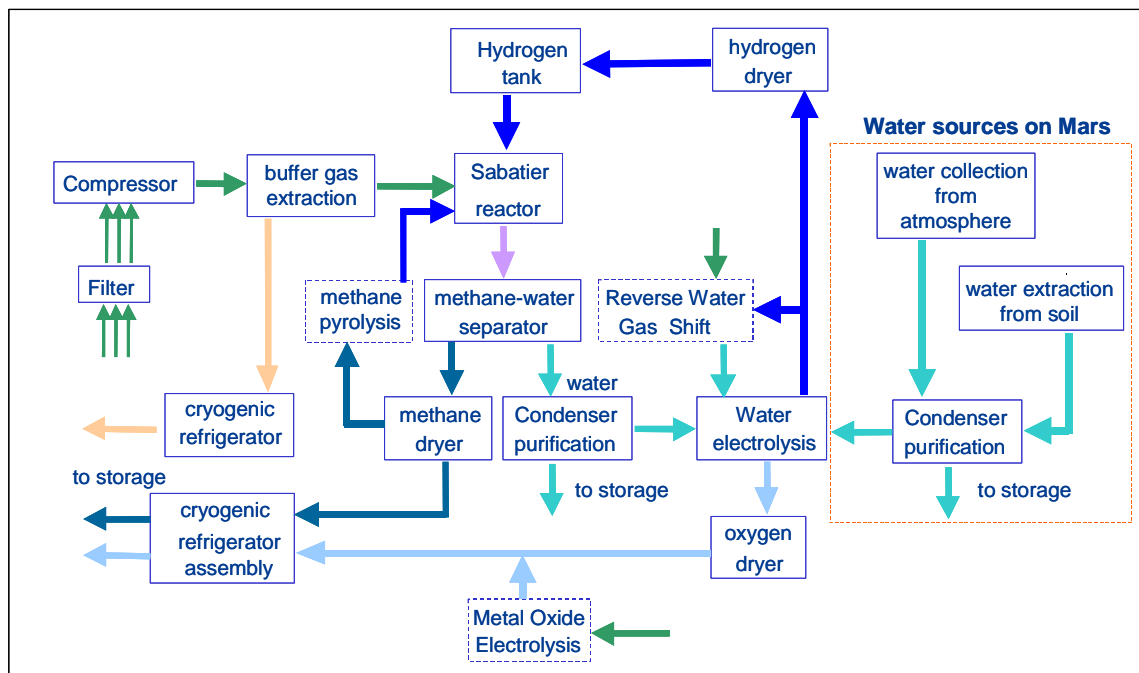 Hydrogen
tank
hydrogen
dryer
Water sources on Mars
Compressor
buffer gas
extraction
Sabatier
reactor
water collection
from
atmosphere
Filter
methane
pyrolysis
methane-water
separator
Reverse Water
Gas Shift
water extraction
from soil
water
cryogenic
refrigerator
methane
dryer
Condenser
purification
Water
electrolysis
Condenser
purification
to storage
to storage
to storage
cryogenic
refrigerator
assembly
oxygen
dryer
Metal Oxide
Electrolysis